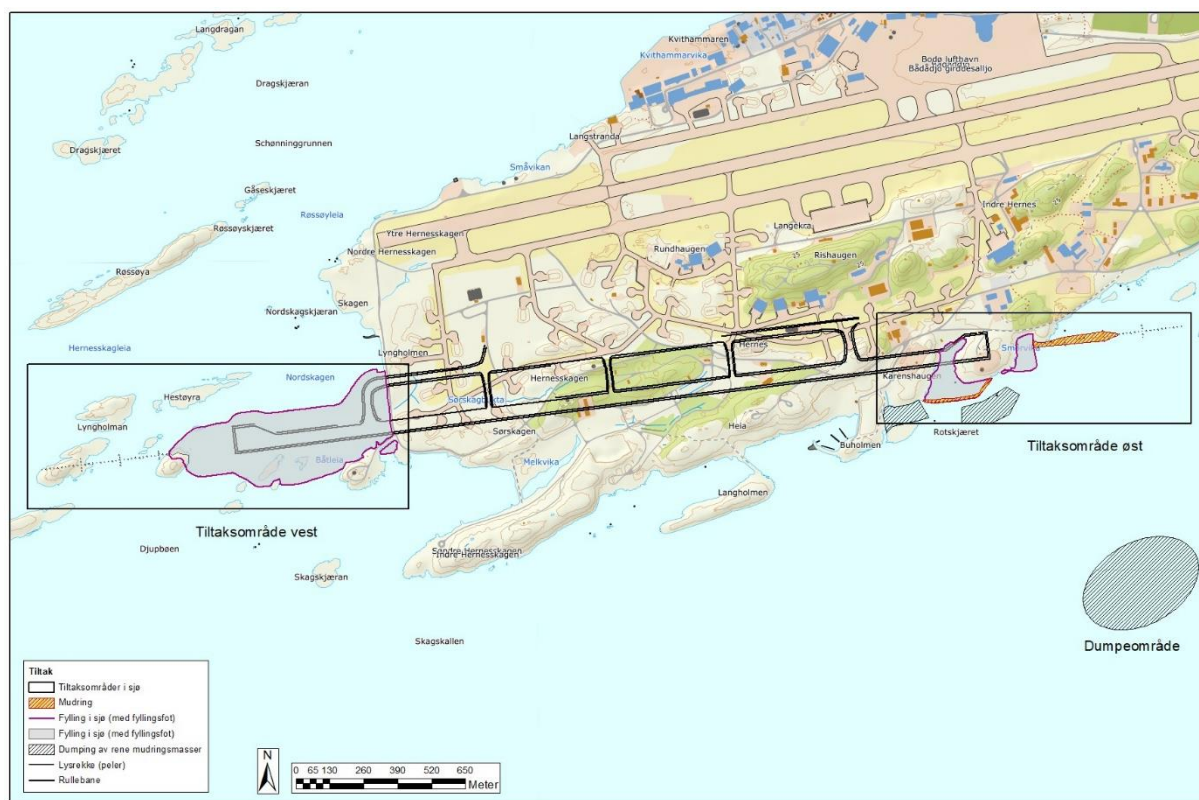 Langdragan
Kvithammaren
Kvithammarvika
Bodø lufthavn
Bådådjo girddesalljo
Dragskjæran
Schønninggrunnen
Langstranda
Dragskjæret
Småvikan
Gåseskjæret
Røssøyleia
Indre Hernes
Røssøyskjæret
Ytre Hernesskagen
Langekra
Nordre Hernesskagen
Rundhaugen
Rishaugen
Røssøya
Skagen
Nordskagskjæran
Hernesskagleia
Lyngholmen
Hernes
Nordskagen
Hernesskagen
Karenshaugen
Hestøyra
Lyngholman
Sørskagen
Heia
Rotskjæret
Båtleia
Buholmen
Tiltaksområde øst
Melkvika
Langholmen
Tiltaksområde vest
Djupbøen
Indre Hernesskagen
Skagskjæran
Skagskallen
Dumpeområde
Tiltak
Tiltaksområder i sjø
Mudring
Fylling i sjø (med fyllingsfot)
Fylling i sjø (med fyllingsfot)
Dumping av rene mudringsmasser
Lysrekke (peler)
Rullebane
N
0 65 130 260 390 520 650
Meter